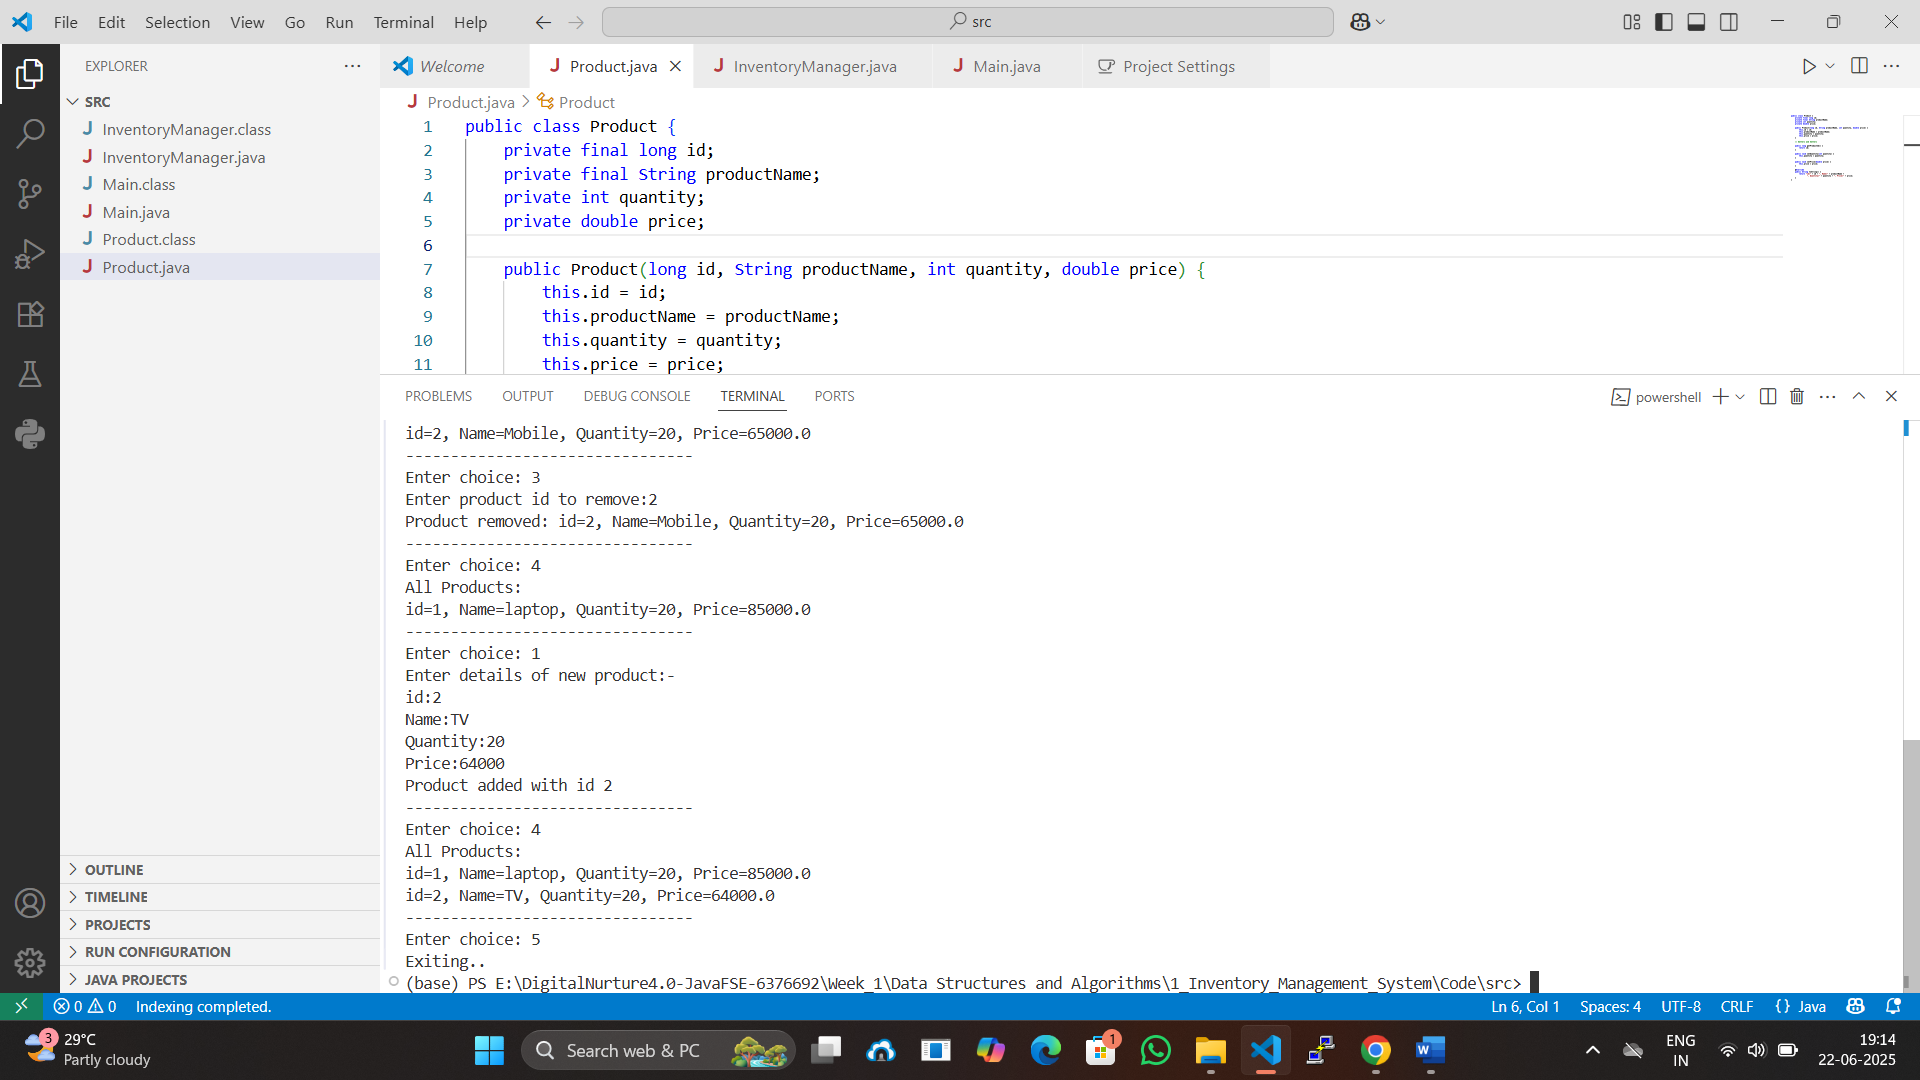 File Edit Selection View Go Run Terminal Help
src
EXPLORER
SRC
J InventoryManager.class
J InventoryManager.java
J Main.class
J Main.java
J Product.class
J Product.java
OUTLINE
TIMELINE
PROJECTS
RUN CONFIGURATION
JAVA PROJECTS
Welcome J Product.java J InventoryManager.java J Main.java Project Settings
J Product.java > Product
1 public class Product {
2 private final long id;
3 private final String productName;
4 private int quantity;
5 private double price;
6
7 public Product(long id, String productName, int quantity, double price) {
8 this.id = id;
9 this.productName = productName;
10 this.quantity = quantity;
11 this.price = price;
PROBLEMS OUTPUT DEBUG CONSOLE TERMINAL PORTS
powershell
id=2, Name=Mobile, Quantity=20, Price=65000.0
--------------------------------
Enter choice: 3
Enter product id to remove:2
Product removed: id=2, Name=Mobile, Quantity=20, Price=65000.0
--------------------------------
Enter choice: 4
All Products:
id=1, Name=laptop, Quantity=20, Price=85000.0
--------------------------------
Enter choice: 1
Enter details of new product:-
id:2
Name:TV
Quantity:20
Price:64000
Product added with id 2
--------------------------------
Enter choice: 4
All Products:
id=1, Name=laptop, Quantity=20, Price=85000.0
id=2, Name=TV, Quantity=20, Price=64000.0
--------------------------------
Enter choice: 5
Exiting..
(base) PS E:\DigitalNurture4.0-JavaFSE-6376692\Week_1\Data Structures and Algorithms\1_Inventory_Management_System\Code\src>
0 0 Indexing completed.
Ln 6, Col 1 Spaces: 4 UTF-8 CRLF {} Java
3
29°C
Partly cloudy
Search web & PC
1
ENG
IN
19:14
22-06-2025